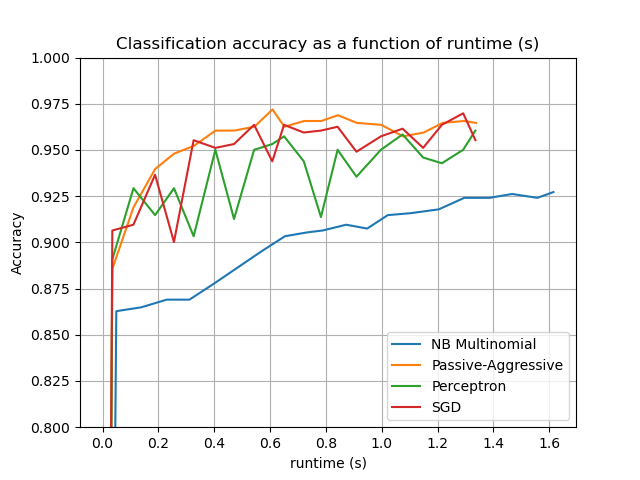 Classification accuracy as a function of runtime (s)
1.000
0.975
0.950
0.925
0.900
0.875
0.850
0.825
0.800
Accuracy
0.0 0.2 0.4 0.6 0.8 1.0 1.2 1.4 1.6
runtime (s)
NB Multinomial
Passive-Aggressive
Perceptron
SGD